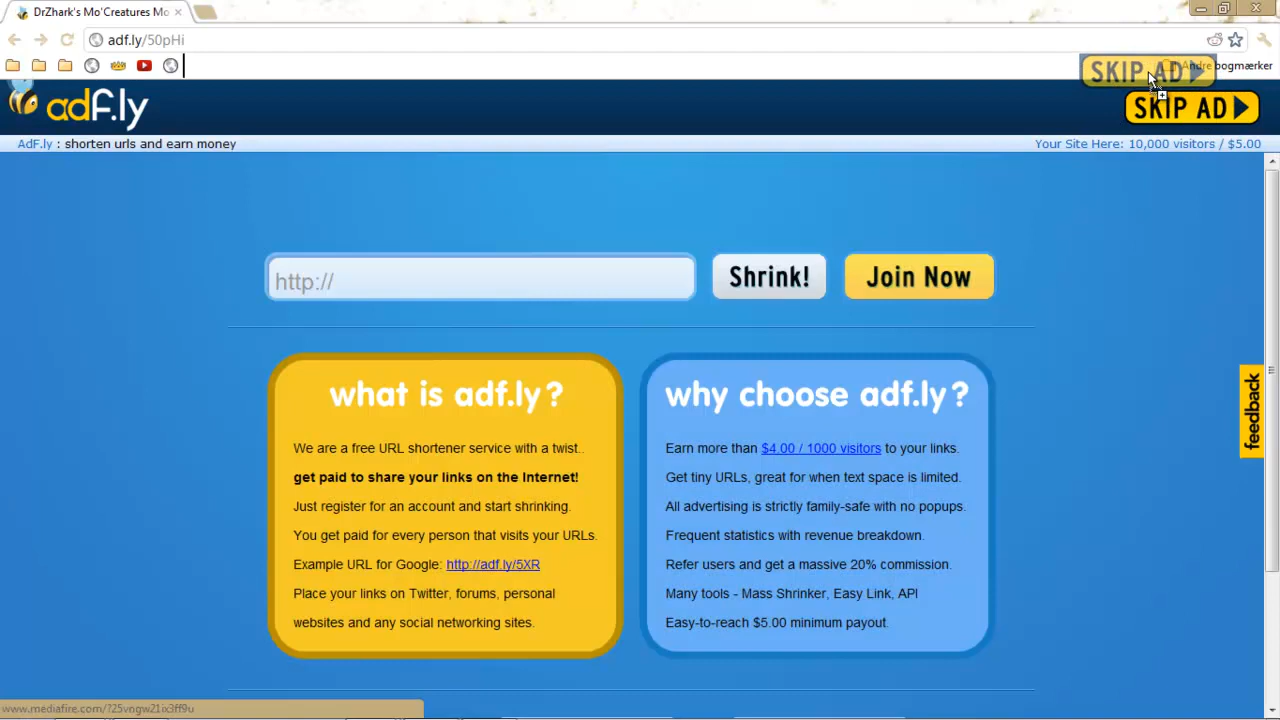 DrZhark's Mo'Creatures Mo
adf.ly/50pHi
SKIP AD
Andre bogmærker
adf.ly
SKIP AD
AdF.ly : shorten urls and earn money
Your Site Here: 10,000 visitors / $5.00
http://
Shrink!
Join Now
what is adf.ly?
We are a free URL shortener service with a twist..
get paid to share your links on the Internet!
Just register for an account and start shrinking.
You get paid for every person that visits your URLs.
Example URL for Google: http://adf.ly/5XR
Place your links on Twitter, forums, personal
websites and any social networking sites.
why choose adf.ly?
Earn more than $4.00 / 1000 visitors to your links.
Get tiny URLs, great for when text space is limited.
All advertising is strictly family-safe with no popups.
Frequent statistics with revenue breakdown.
Refer users and get a massive 20% commission.
Many tools - Mass Shrinker, Easy Link, API
Easy-to-reach $5.00 minimum payout.
feedback
www.mediafire.com/?25vngw21ix3ff9u